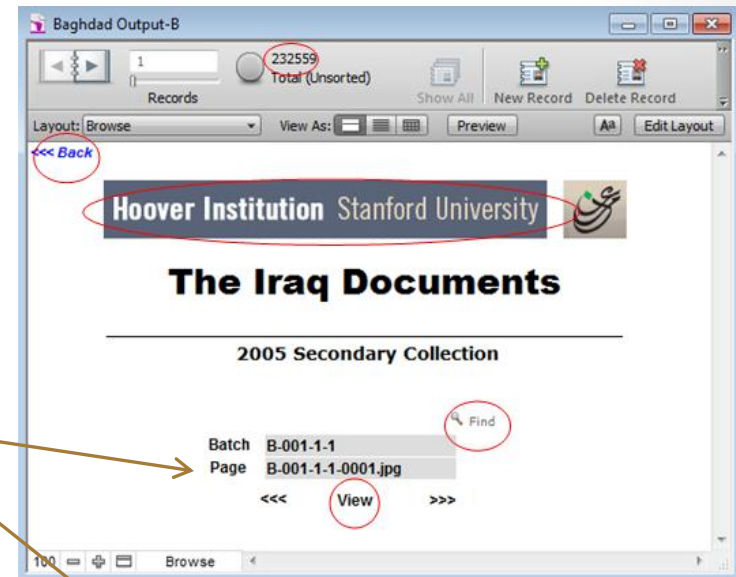 Baghdad Output-B
1
232559
Total (Unsorted)
Records
Show All
New Record
Delete Record
Layout: Browse
View As:
Preview
Aa
Edit Layout
<<< Back
Hoover Institution Stanford University
The Iraq Documents
2005 Secondary Collection
Find
Batch B-001-1-1
Page B-001-1-1-0001.jpg
<<< View >>>
100
Browse